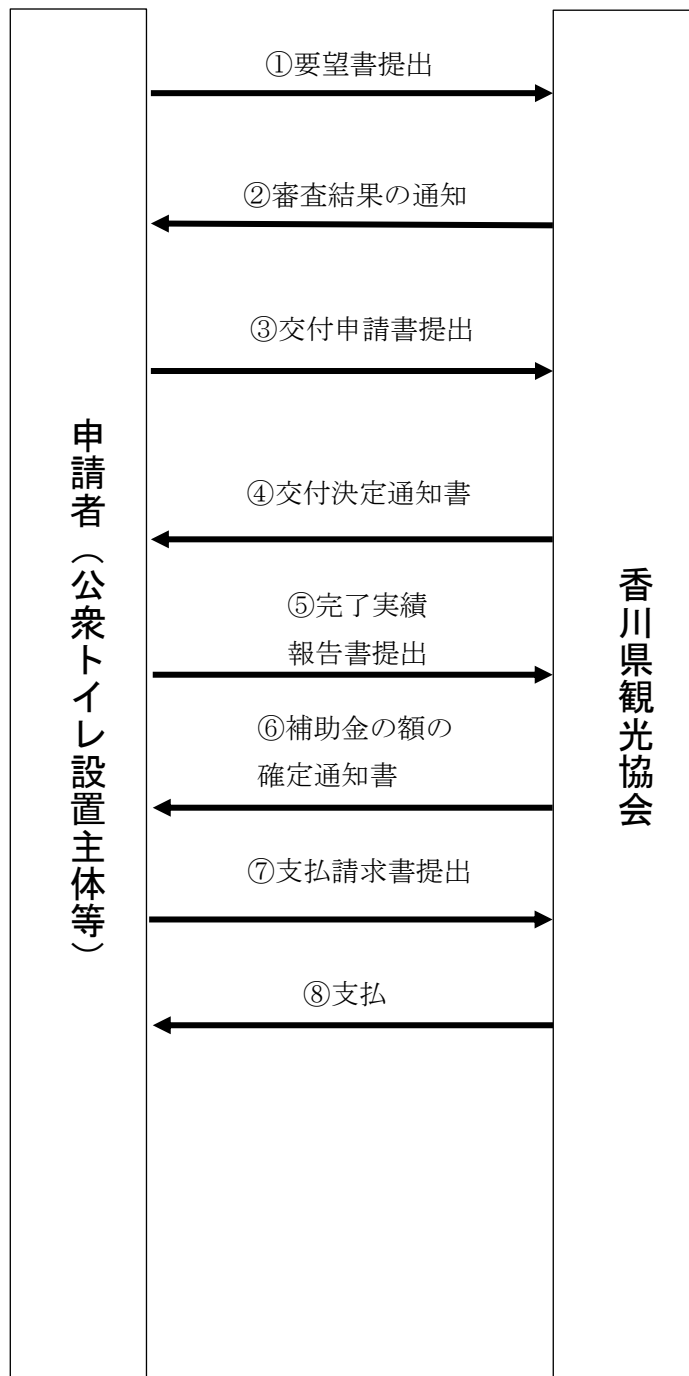 ①要望書提出
②審査結果の通知
③交付申請書提出
④交付決定通知書
⑤完了実績
報告書提出
⑥補助金の額の
確定通知書
⑦支払請求書提出
⑧支払
申請者（公衆トイレ設置主体等）
香川県観光協会